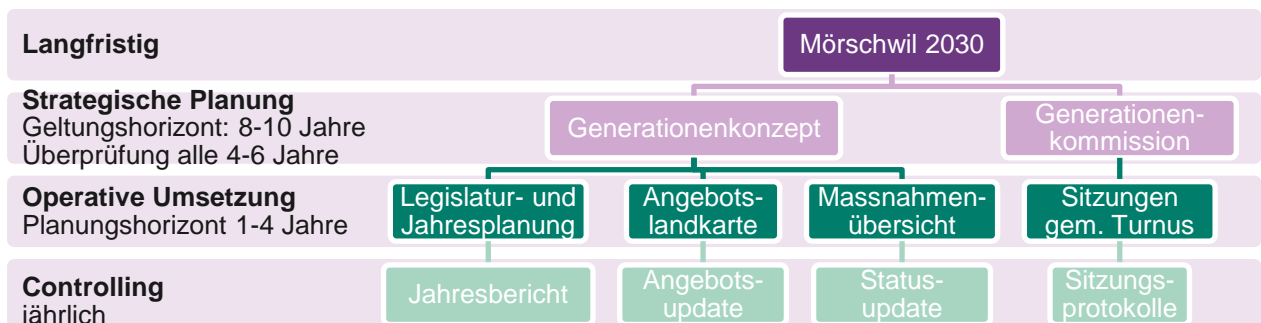 Langfristig
Mörschwil 2030
Strategische Planung
Geltungshorizont: 8-10 Jahre
Überprüfung alle 4-6 Jahre
Generationenkonzept
Generationen-
kommission
Operative Umsetzung
Planungshorizont 1-4 Jahre
Legislatur- und
Jahresplanung
Angebots-
landkarte
Massnahmen-
übersicht
Sitzungen
gem. Turnus
Controlling
jährlich
Jahresbericht
Angebots-
update
Status-
update
Sitzungs-
protokolle